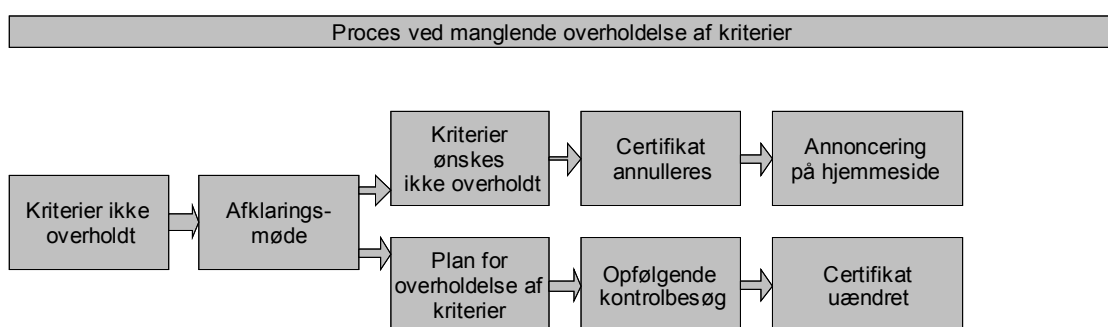 Proces ved manglende overholdelse af kriterier
Kriterier ikke
overholdt
Afklarings-
møde
Kriterier
ønskes
ikke overholdt
Certifikat
annulleres
Annoncering
på hjemmeside
Plan for
overholdelse af
kriterier
Opfølgende
kontrolbesøg
Certifikat
uændret